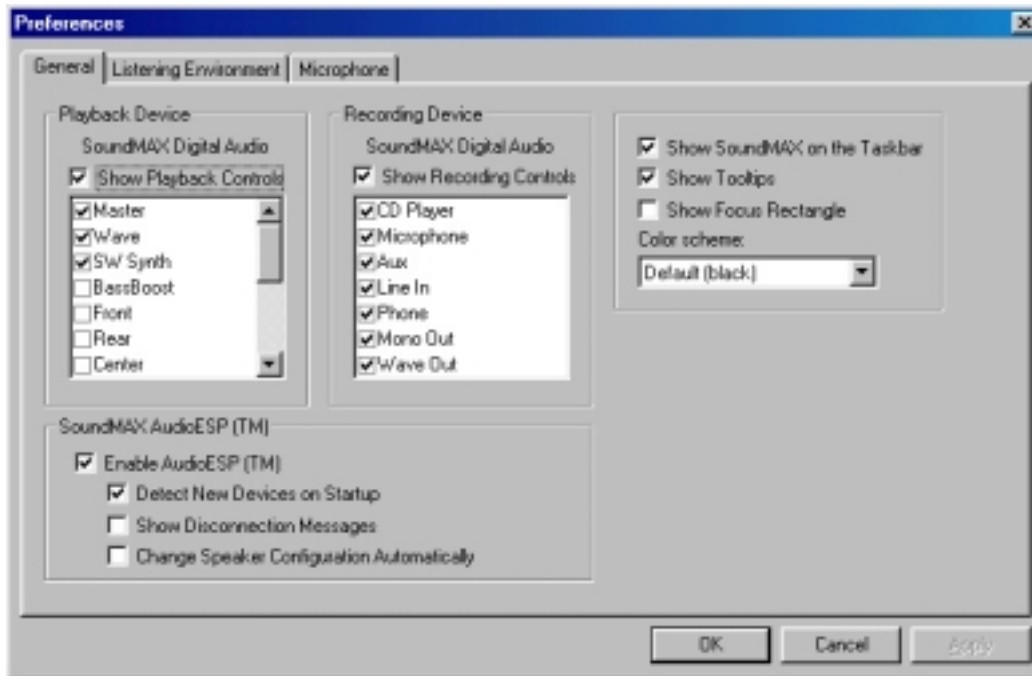 Preferences
General
Listening Environment
Microphone
Playback Device
SoundMAX Digital Audio
Show Playback Controls
Master
Wave
SW Synth
BassBoost
Front
Rear
Center
Recording Device
SoundMAX Digital Audio
Show Recording Controls
CD Player
Microphone
Aux
Line In
Phone
Mono Out
Wave Out
Show SoundMAX on the Taskbar
Show Tooltips
Show Focus Rectangle
Color scheme:
Default (black)
SoundMAX AudioESP (TM)
Enable AudioESP (TM)
Detect New Devices on Startup
Show Disconnection Messages
Change Speaker Configuration Automatically
OK
Cancel
Apply